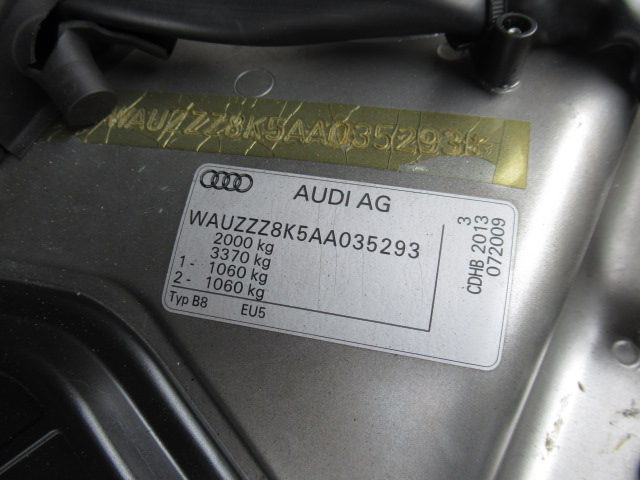 WAUZZZ8K5AA035293
AUDI AG
WAUZZZ8K5AA035293
2000 kg
3370 kg
1- 1060 kg
2- 1060 kg
Typ B8 EU5
3
CDHB 2013
072009